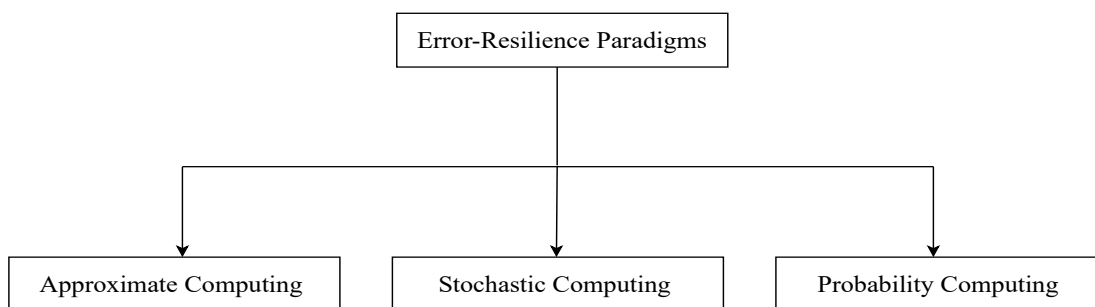 Error-Resilience Paradigms
Approximate Computing
Stochastic Computing
Probability Computing